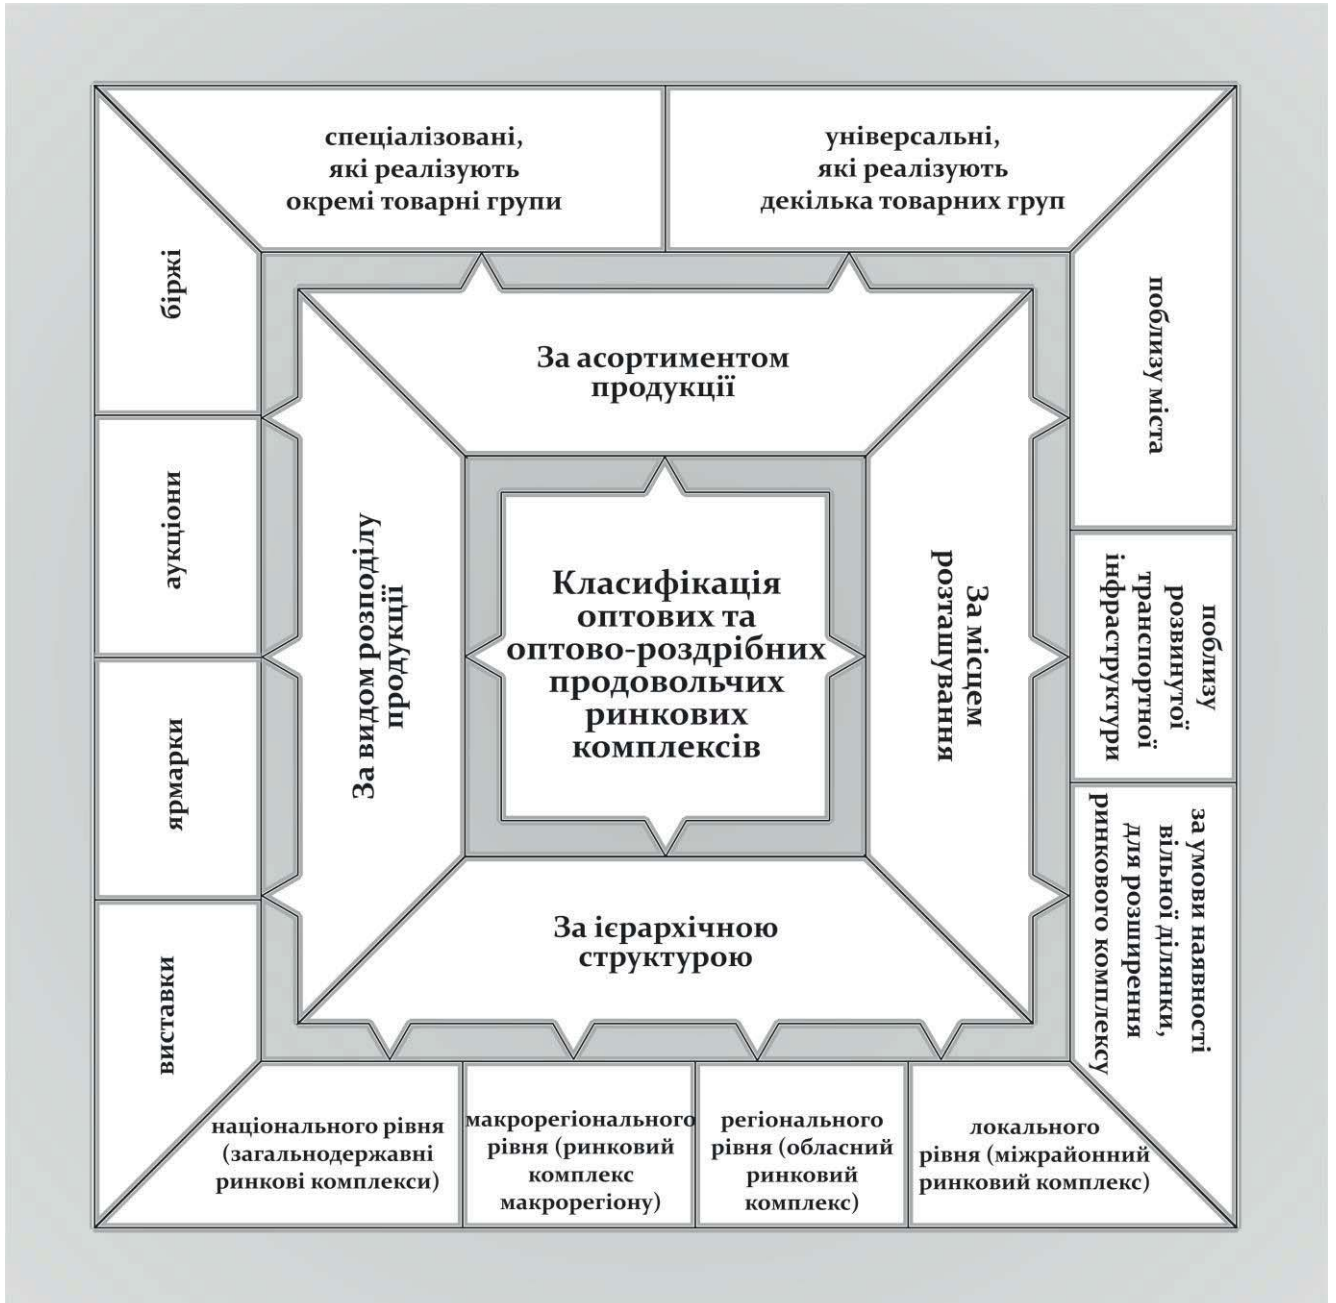 спеціалізовані,
які реалізують
окремі товарні групи
універсальні,
які реалізують
декілька товарних груп
біржі
аукціони
ярмарки
виставки
За асортиментом
продукції
За видом розподілу
продукції
Класифікація
оптових та
оптово-роздрібних
продовольчих
ринкових
комплексів
За місцем
розташування
поблизу міста
поблизу
розвинутої
транспортної
інфраструктури
за умови наявності
вільної ділянки,
для розширення
ринкового комплексу
За ієрархічною
структурою
національного рівня
(загальнодержавні
ринкові комплекси)
макрорегіонального
рівня (ринковий
комплекс
макрорегіону)
регіонального
рівня (обласний
ринковий
комплекс)
локального
рівня (міжрайонний
ринковий комплекс)